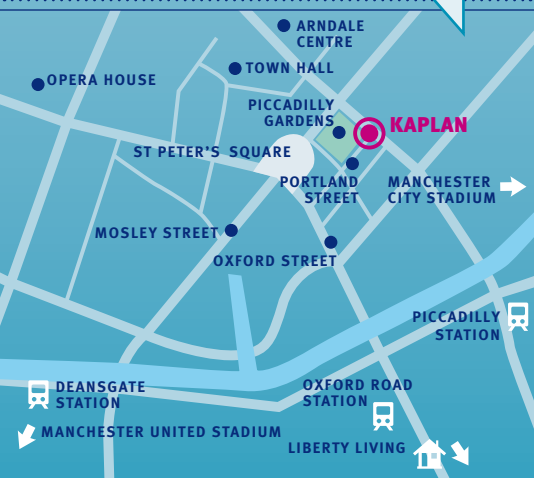 ARNDALE
CENTRE
TOWN HALL
OPERA HOUSE
PICCADILLY
GARDENS
KAPLAN
ST PETER'S SQUARE
PORTLAND
STREET
MANCHESTER
CITY STADIUM
MOSLEY STREET
OXFORD STREET
PICCADILLY
STATION
DEANSGATE
STATION
OXFORD ROAD
STATION
MANCHESTER UNITED STADIUM
LIBERTY LIVING